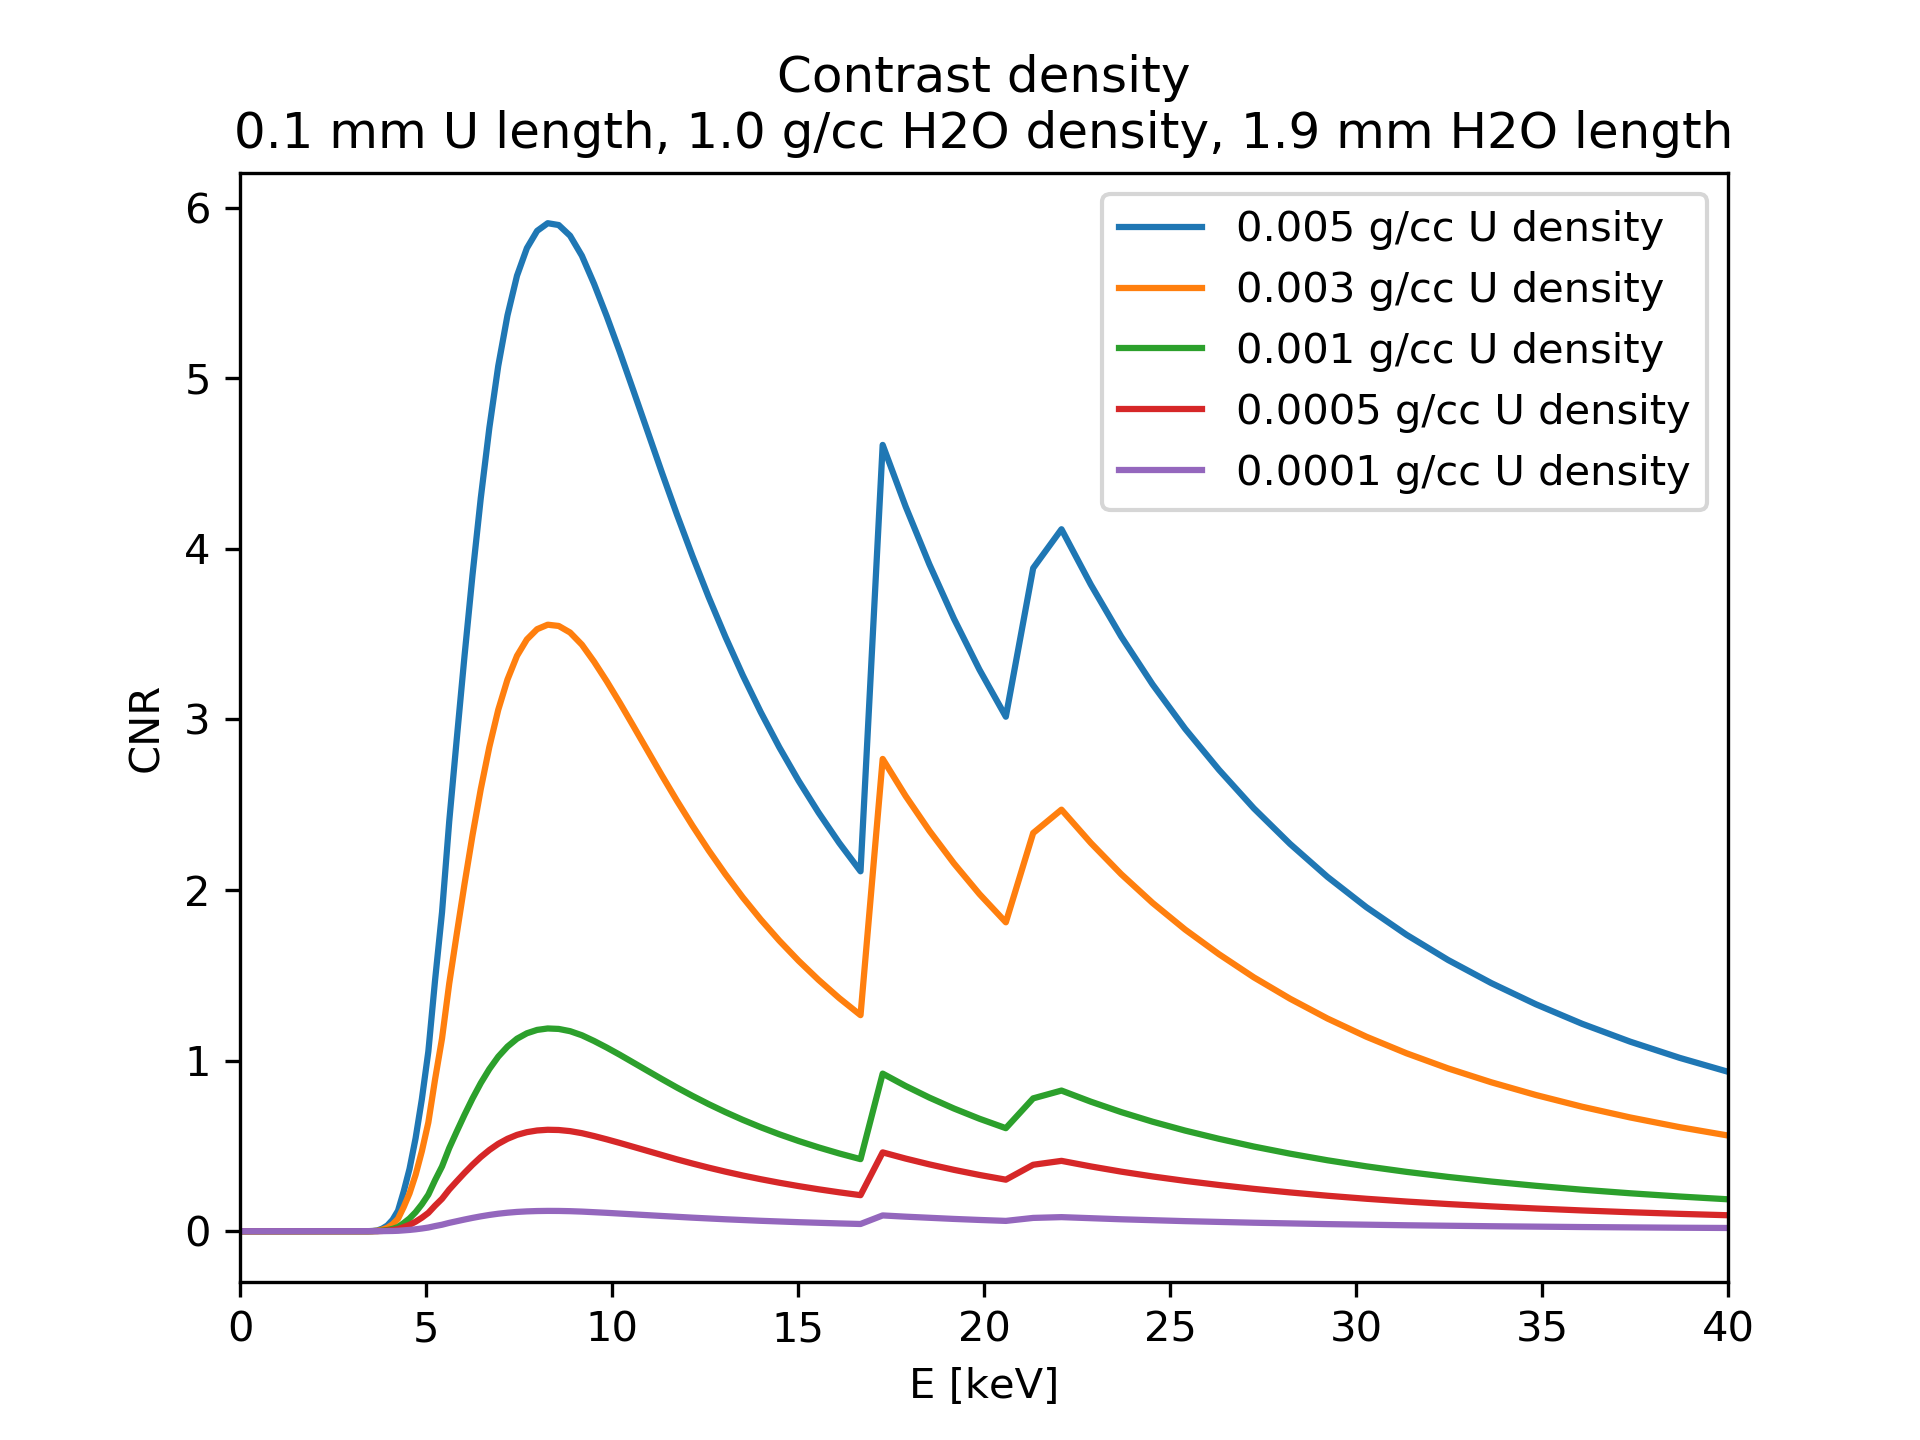 Contrast density
0.1 mm U length, 1.0 g/cc H2O density, 1.9 mm H2O length
6
5
4
3
2
1
0
CNR
0.005 g/cc U density
0.003 g/cc U density
0.001 g/cc U density
0.0005 g/cc U density
0.0001 g/cc U density
0 5 10 15 20 25 30 35 40
E [keV]